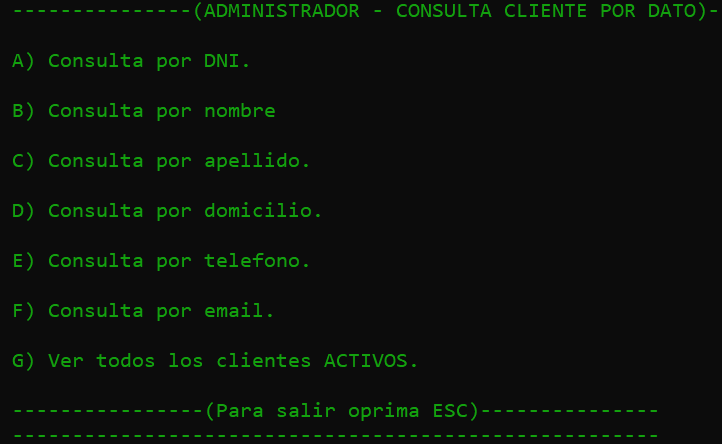 ---------------(ADMINISTRADOR - CONSULTA CLIENTE POR DATO)-
A) Consulta por DNI.
B) Consulta por nombre
C) Consulta por apellido.
D) Consulta por domicilio.
E) Consulta por telefono.
F) Consulta por email.
G) Ver todos los clientes ACTIVOS.
----------------(Para salir oprima ESC)---------------
------------------------------------------------------